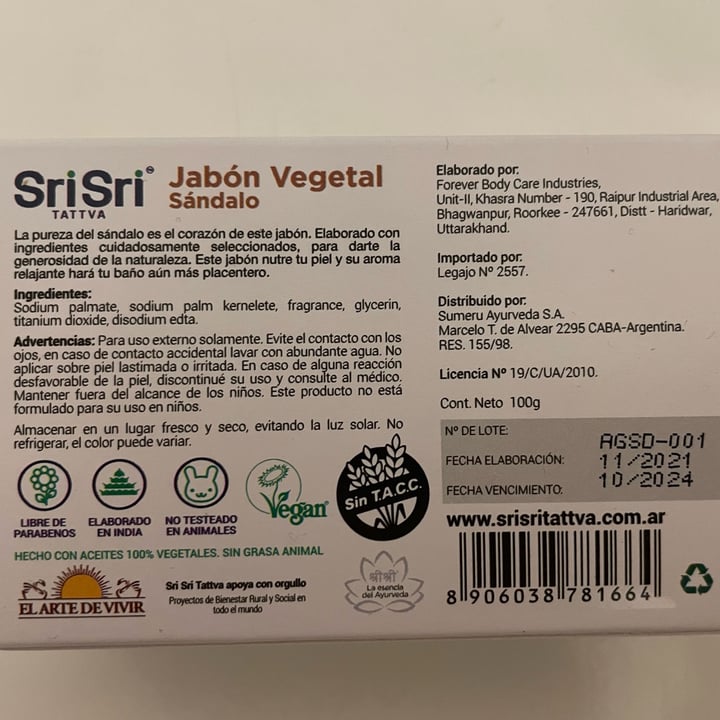 SriSri
TATTVA
Jabón Vegetal
Sándalo
La pureza del sándalo es el corazón de este jabón. Elaborado con
ingredientes cuidadosamente seleccionados, para darte la
generosidad de la naturaleza. Este jabón nutre tu piel y su aroma
relajante hará tu baño aún más placentero.
Ingredientes:
Sodium palmate, sodium palm kernelete, fragrance, glycerin,
titanium dioxide, disodium edta.
Advertencias: Para uso externo solamente. Evite el contacto con los
ojos, en caso de contacto accidental lavar con abundante agua. No
aplicar sobre piel lastimada o irritada. En caso de alguna reacción
desfavorable de la piel, discontinué su uso y consulte al médico.
Mantener fuera del alcance de los niños. Este producto no está
formulado para su uso en niños.
Almacenar en un lugar fresco y seco, evitando la luz solar. No
refrigerar, el color puede variar.
LIBRE DE
PARABENOS
ELABORADO
EN INDIA
NO TESTEADO
EN ANIMALES
Vegan
Sin T.A.C.C.
HECHO CON ACEITES 100% VEGETALES. SIN GRASA ANIMAL
EL ARTE DE VIVIR
Sri Sri Tattva apoya con orgullo
Proyectos de Bienestar Rural y Social en
todo el mundo
श्री श्री
La esencia
del Ayurveda
Elaborado por:
Forever Body Care Industries,
Unit-II, Khasra Number - 190, Raipur Industrial Area,
Bhagwanpur, Roorkee - 247661, Distt - Haridwar,
Uttarakhand.
Importado por:
Legajo Nº 2557.
Distribuido por:
Sumeru Ayurveda S.A.
Marcelo T. de Alvear 2295 CABA-Argentina.
RES. 155/98.
Licencia Nº 19/C/UA/2010.
Cont. Neto 100g
Nº DE LOTE: AGSD-001
FECHA ELABORACIÓN: 11/2021
FECHA VENCIMIENTO: 10/2024
www.srisritattva.com.ar
8 906038 781664